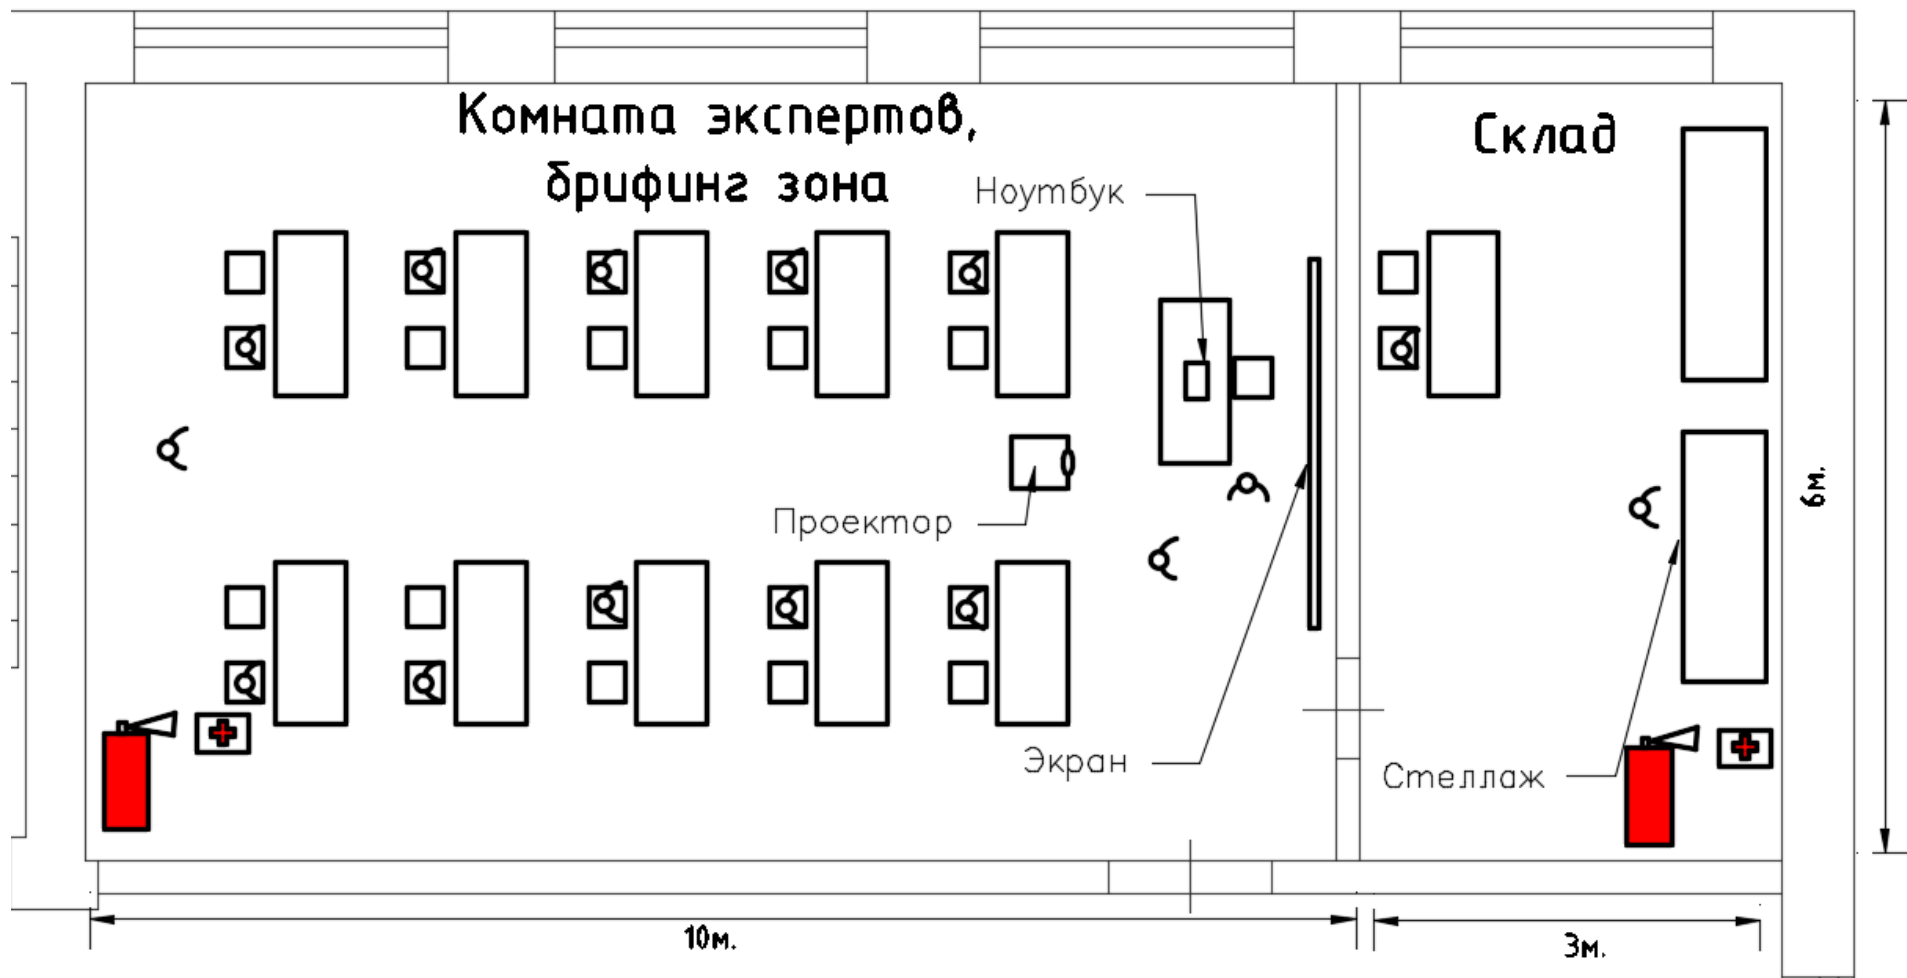 Комната экспертов,
брифинг зона
Склад
Ноутбук
Проектор
Экран
Стеллаж
6м.
10м.
3м.